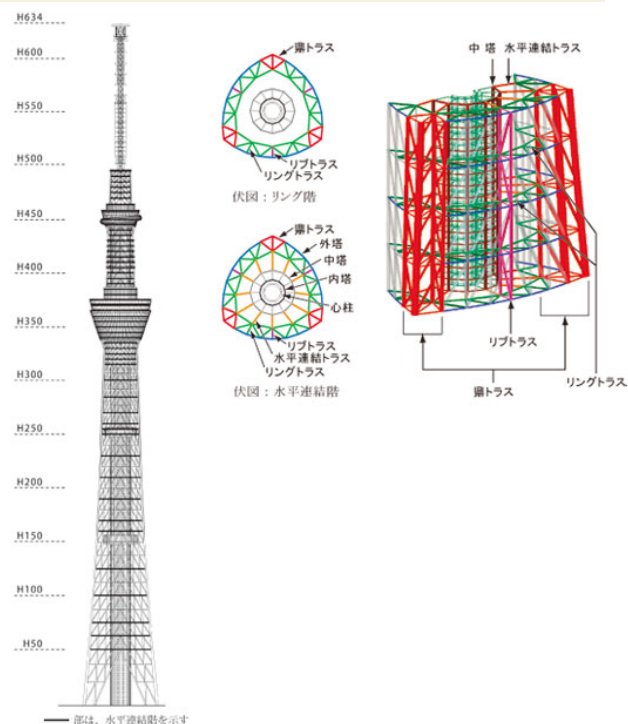 H634
H600
H550
H500
H450
H400
H350
H300
H250
H200
H150
H100
H50
部は、水平連結階を示す
鼎トラス
リブトラス
リングトラス
伏図:リング階
鼎トラス
外塔
中塔
内塔
心柱
リブトラス
水平連結トラス
リングトラス
伏図:水平連結階
中塔 水平連結トラス
リブトラス
リングトラス
鼎トラス